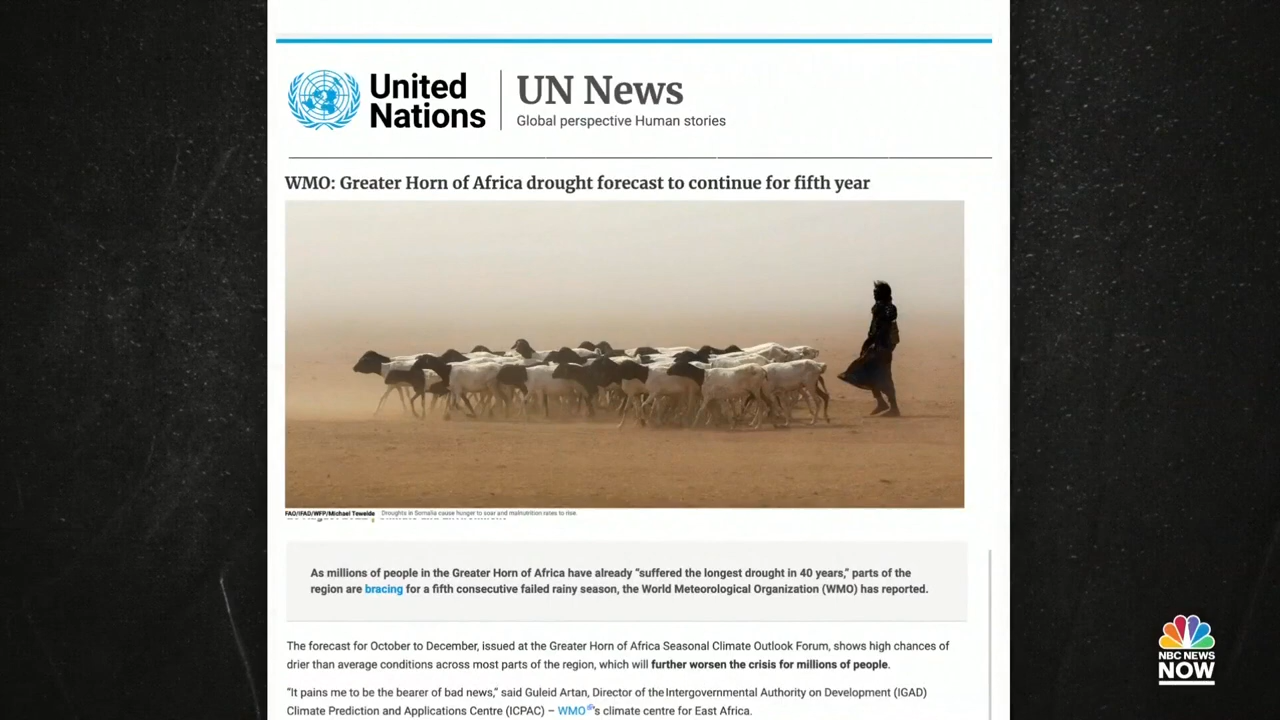 United
Nations
UN News
Global perspective Human stories
WMO: Greater Horn of Africa drought forecast to continue for fifth year
FAO/IFAD/WFP/Michael Tewelde Droughts in Somalia cause hunger to soar and malnutrition rates to rise.
As millions of people in the Greater Horn of Africa have already “suffered the longest drought in 40 years,” parts of the
region are bracing for a fifth consecutive failed rainy season, the World Meteorological Organization (WMO) has reported.
The forecast for October to December, issued at the Greater Horn of Africa Seasonal Climate Outlook Forum, shows high chances of
drier than average conditions across most parts of the region, which will further worsen the crisis for millions of people.
“It pains me to be the bearer of bad news,” said Guleid Artan, Director of the Intergovernmental Authority on Development (IGAD)
Climate Prediction and Applications Centre (ICPAC) – WMO’s climate centre for East Africa.
NBC NEWS
NOW